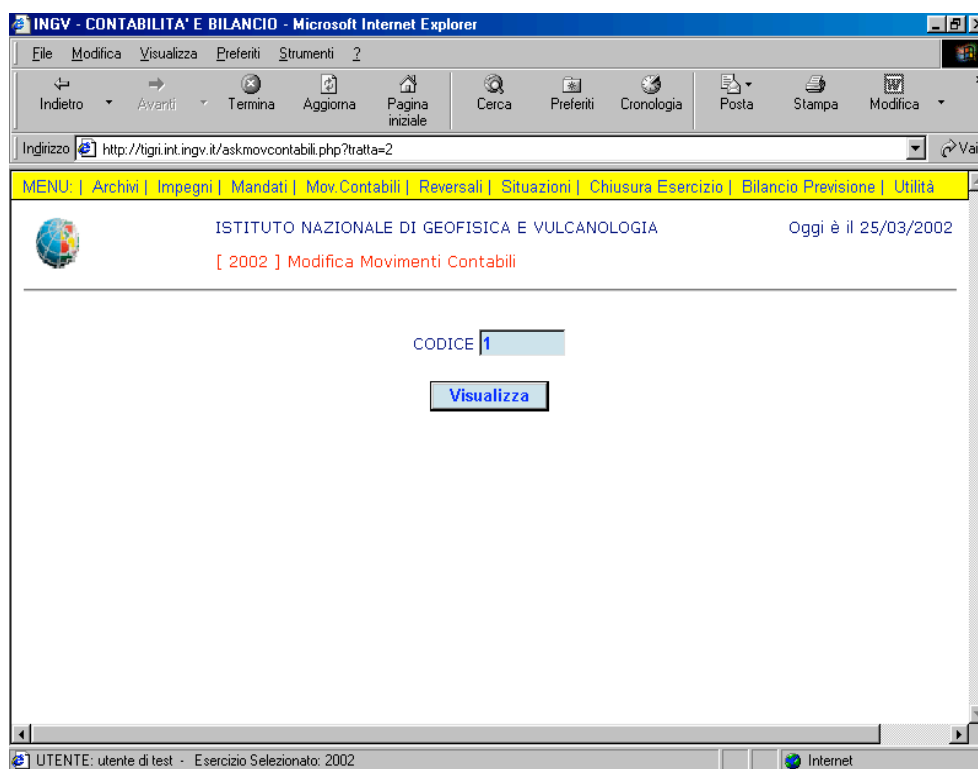 INGV - CONTABILITA' E BILANCIO - Microsoft Internet Explorer
File Modifica Visualizza Preferiti Strumenti ?
Indietro Avanti Termina Aggiorna Pagina iniziale Cerca Preferiti Cronologia Posta Stampa Modifica
Indirizzo http://tigri.int.ingv.it/askmovcontabili.php?tratta=2 Vai
MENU: | Archivi | Impegni | Mandati | Mov.Contabili | Reversali | Situazioni | Chiusura Esercizio | Bilancio Previsione | Utilità
ISTITUTO NAZIONALE DI GEOFISICA E VULCANOLOGIA Oggi è il 25/03/2002
[ 2002 ] Modifica Movimenti Contabili
CODICE 1
Visualizza
UTENTE: utente di test - Esercizio Selezionato: 2002 Internet